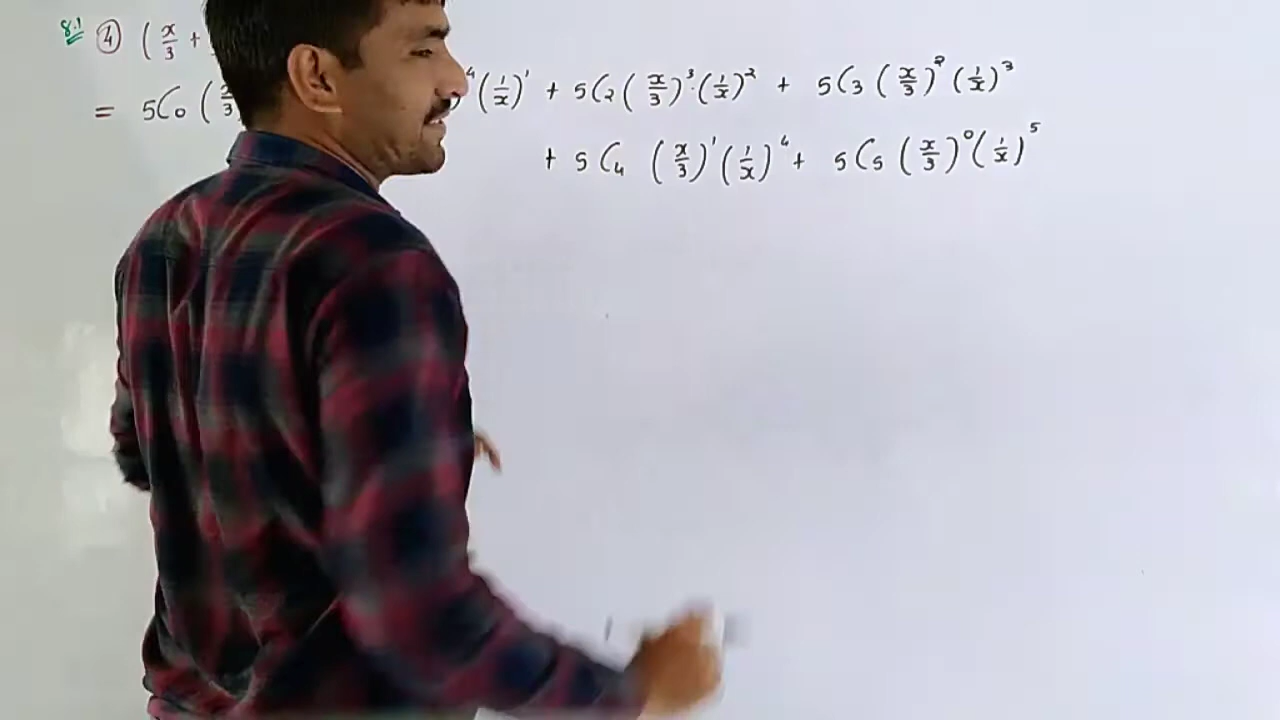 8.1 ④ (x/3 +
= 5C₀ (x/3 )⁴(1/x)¹ + 5C₂(x/3)³·(1/x)² + 5C₃(x/3)²(1/x)³
+ 5C₄ (x/3)¹(1/x)⁴ + 5C₅ (x/3)⁰(1/x)⁵